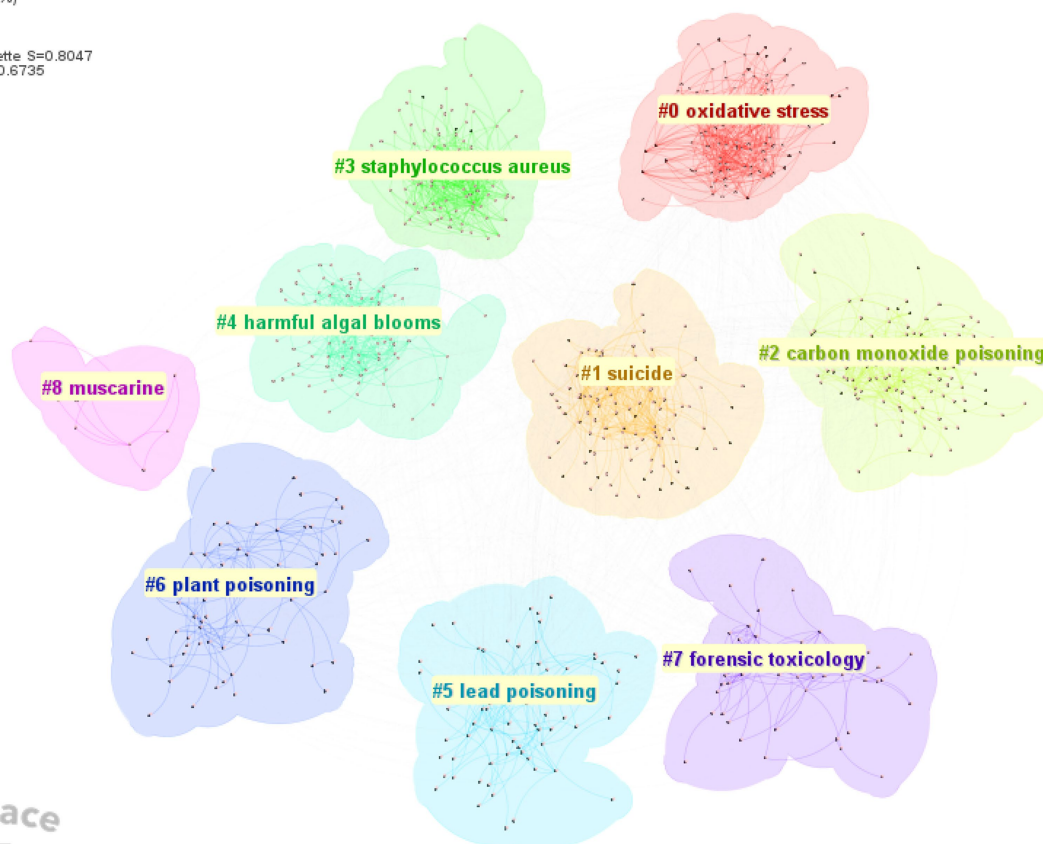 %)
ette S=0.8047
0.6735
#0 oxidative stress
#3 staphylococcus aureus
#4 harmful algal blooms
#2 carbon monoxide poisoning
#1 suicide
#8 muscarine
#6 plant poisoning
#7 forensic toxicology
#5 lead poisoning
ace